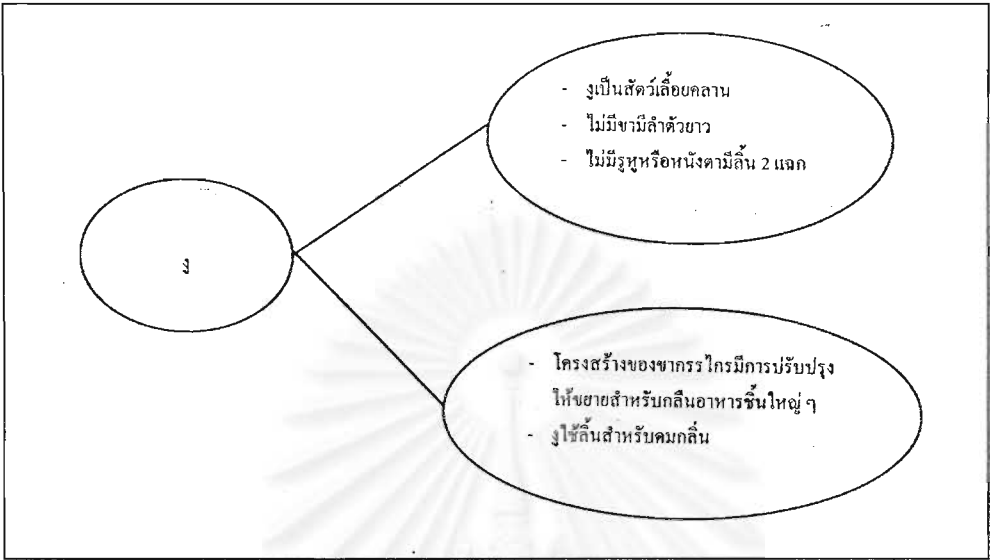 - งูเป็นสัตว์เลื้อยคลาน
- ไม่มีขามีลำตัวยาว
- ไม่มีรูหูหรือหนังตามีลิ้น 2 แฉก
งู
- โครงสร้างของขากรรไกรมีการปรับปรุง
ให้ขยายสำหรับกลืนอาหารชิ้นใหญ่ ๆ
- งูใช้ลิ้นสำหรับดมกลิ่น